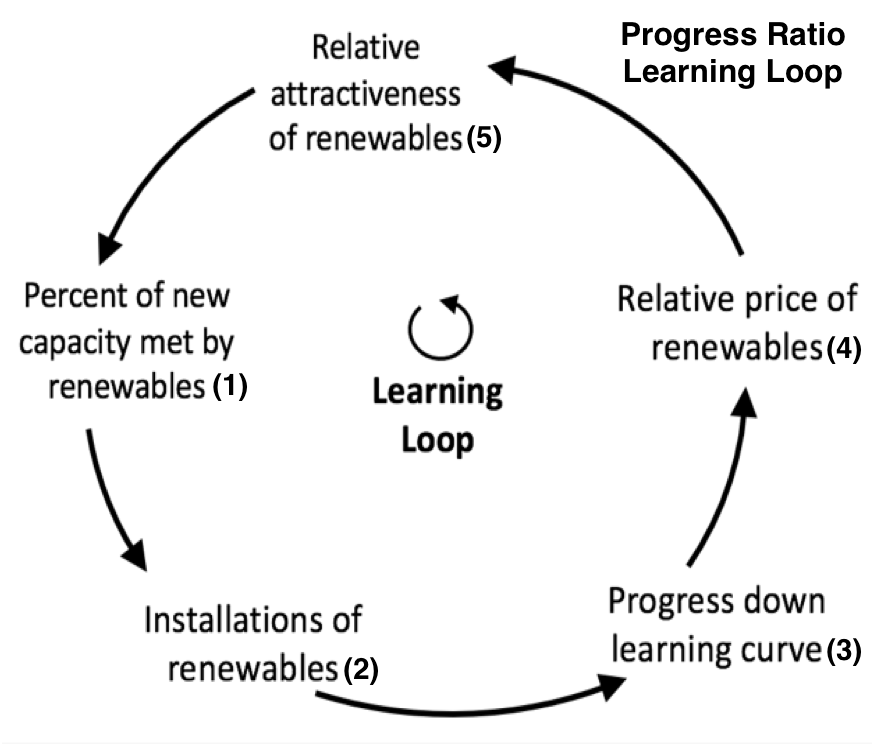 Progress Ratio
Learning Loop
Relative
attractiveness
of renewables (5)
Percent of new
capacity met by
renewables (1)
Learning
Loop
Relative price of
renewables (4)
Installations of
renewables (2)
Progress down
learning curve (3)